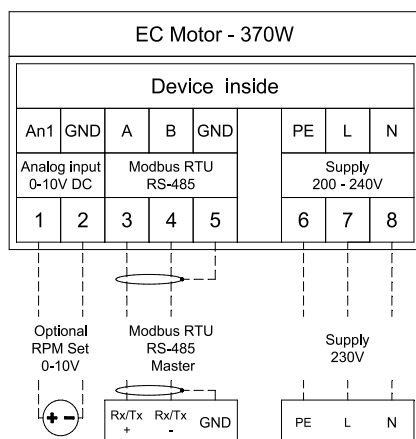 EC Motor - 370W
Device inside
An1 GND A B GND PE L N
Analog input
0-10V DC
Modbus RTU
RS-485
Supply
200 - 240V
1 2 3 4 5 6 7 8
Optional
RPM Set
0-10V
Modbus RTU
RS-485
Master
Supply
230V
+ -
Rx/Tx
+
Rx/Tx
-
GND
PE L N